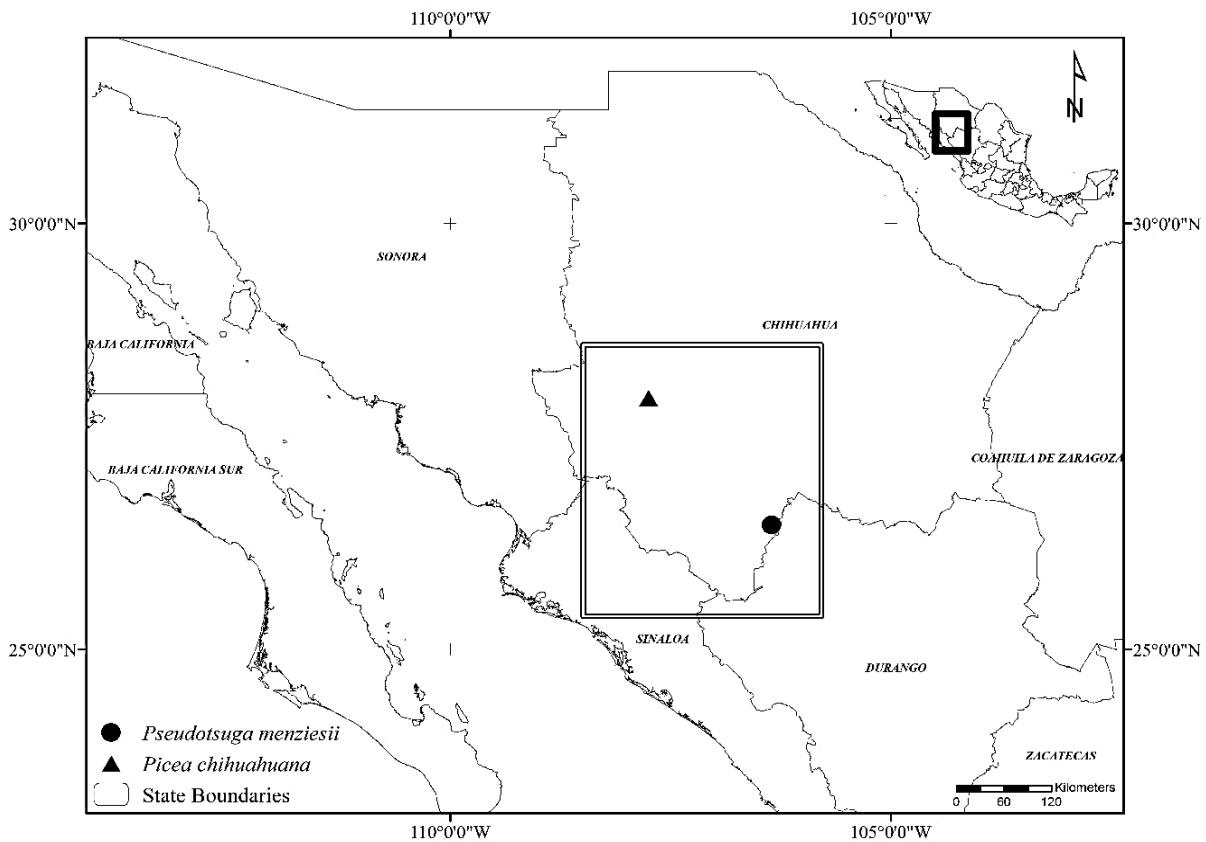 110°0'0"W
105°0'0"W
N
30°0'0"N
30°0'0"N
SONORA
CHIHUAHUA
BAJA CALIFORNIA
COAHUILA DE ZARAGOZA
BAJA CALIFORNIA SUR
SINALOA
25°0'0"N
25°0'0"N
DURANGO
Pseudotsuga menziesii
Picea chihuahuana
ZACATECAS
State Boundaries
Kilometers
0 60 120
110°0'0"W
105°0'0"W